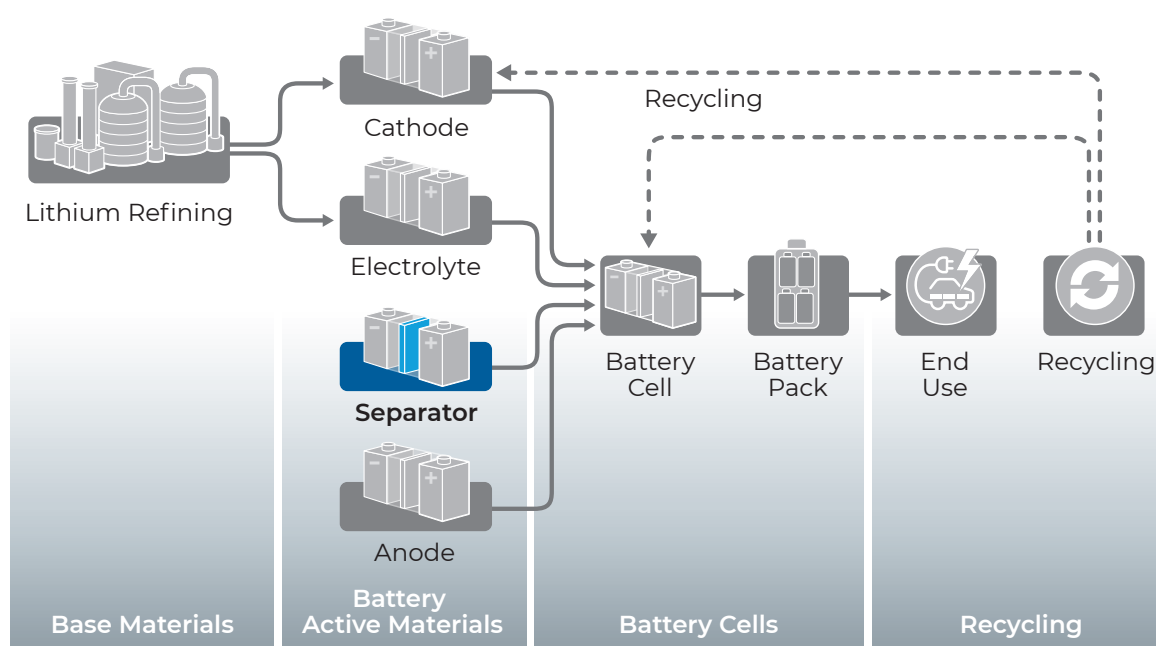 Cathode
Recycling
Lithium Refining
Electrolyte
Separator
Anode
Battery
Cell
Battery
Pack
End
Use
Recycling
Base Materials
Battery
Active Materials
Battery Cells
Recycling